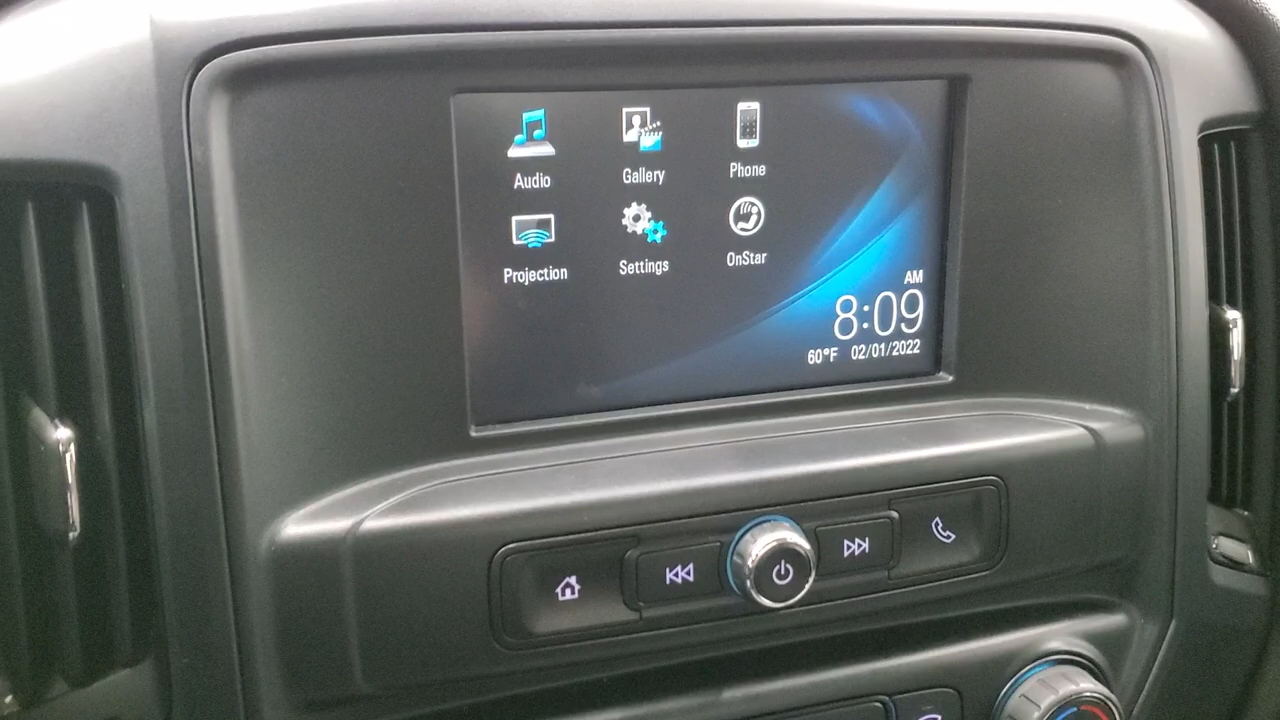 Audio
Gallery
Phone
Projection
Settings
OnStar
AM
8:09
60°F 02/01/2022